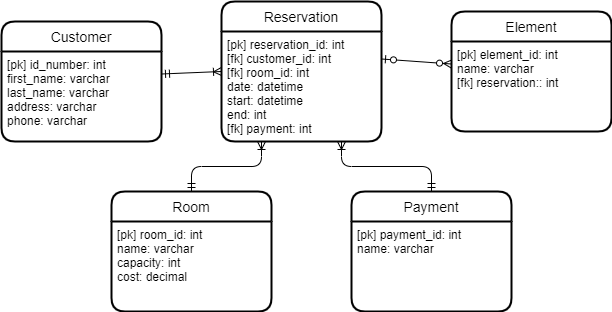 Customer
[pk] id_number: int
first_name: varchar
last_name: varchar
address: varchar
phone: varchar
Reservation
[pk] reservation_id: int
[fk] customer_id: int
[fk] room_id: int
date: datetime
start: datetime
end: int
[fk] payment: int
Element
[pk] element_id: int
name: varchar
[fk] reservation:: int
Room
[pk] room_id: int
name: varchar
capacity: int
cost: decimal
Payment
[pk] payment_id: int
name: varchar